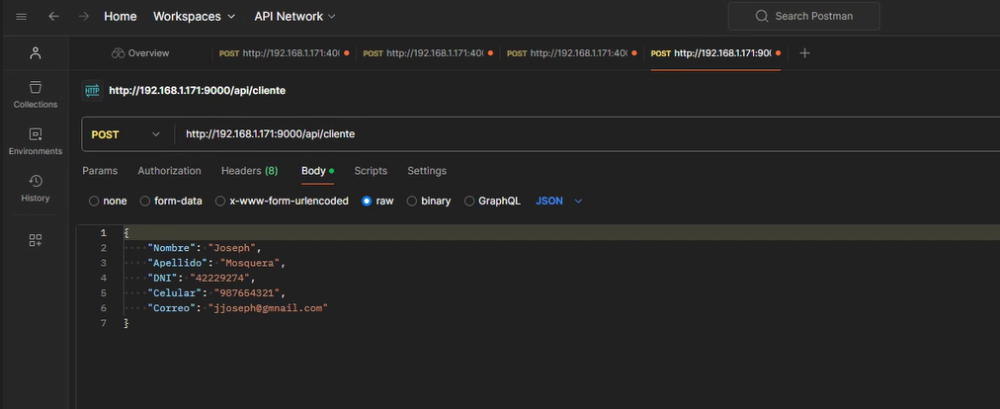 Home Workspaces API Network Search Postman
Overview POST http://192.168.1.171:40 POST http://192.168.1.171:40 POST http://192.168.1.171:40 POST http://192.168.1.171:90
HTTP http://192.168.1.171:9000/api/cliente
Collections
POST http://192.168.1.171:9000/api/cliente
Environments
Params Authorization Headers (8) Body Scripts Settings
History
none form-data x-www-form-urlencoded raw binary GraphQL JSON
1 {
2 "Nombre": "Joseph",
3 "Apellido": "Mosquera",
4 "DNI": "42229274",
5 "Celular": "987654321",
6 "Correo": "jjoseph@gmnail.com"
7 }